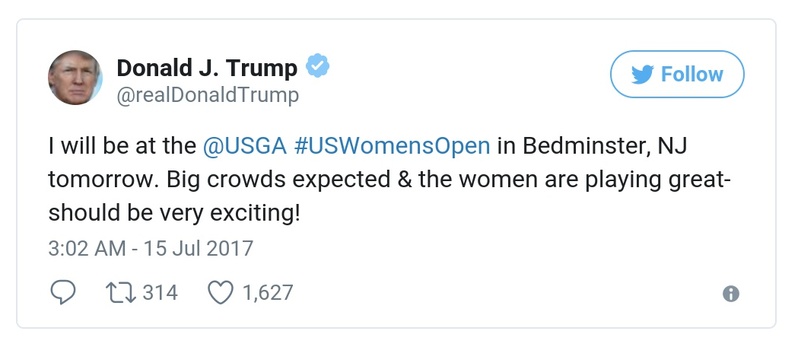 Donald J. Trump
Follow
@realDonaldTrump
I will be at the @USGA #USWomensOpen in Bedminster, NJ
tomorrow. Big crowds expected & the women are playing great-
should be very exciting!
3:02 AM - 15 Jul 2017
314 1,627